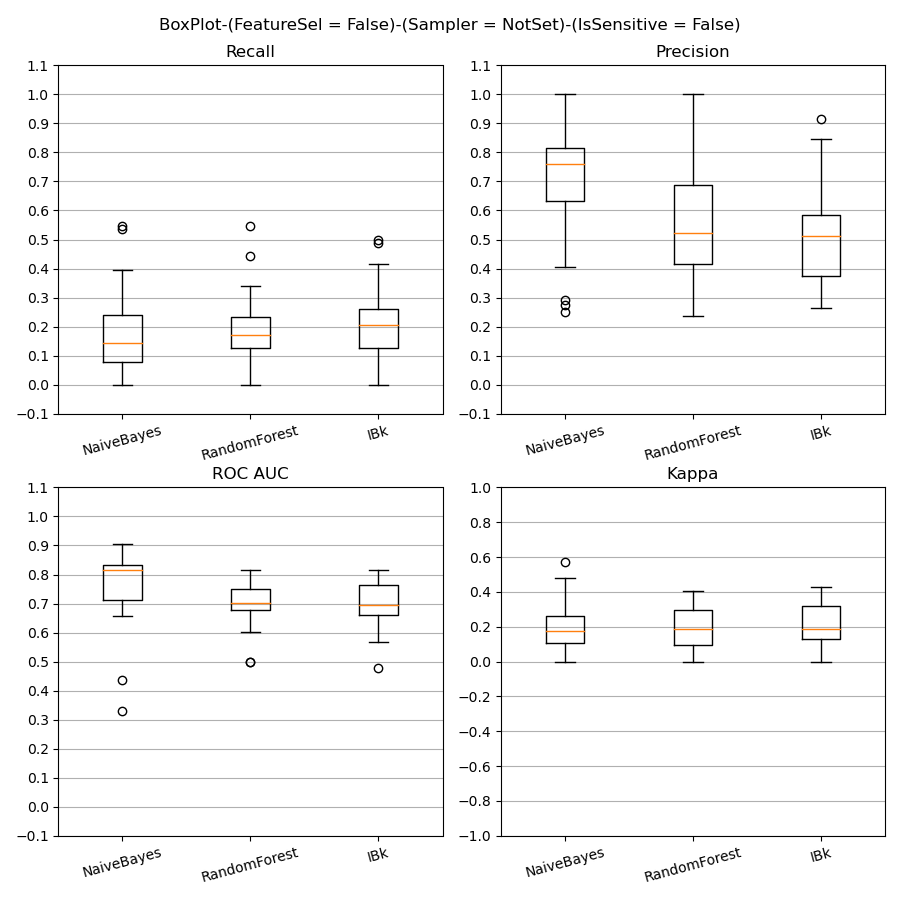 BoxPlot-(FeatureSel = False)-(Sampler = NotSet)-(IsSensitive = False)
Recall
1.1
1.0
0.9
0.8
0.7
0.6
0.5
0.4
0.3
0.2
0.1
0.0
−0.1
NaiveBayes
RandomForest
IBk
Precision
1.1
1.0
0.9
0.8
0.7
0.6
0.5
0.4
0.3
0.2
0.1
0.0
−0.1
NaiveBayes
RandomForest
IBk
ROC AUC
1.1
1.0
0.9
0.8
0.7
0.6
0.5
0.4
0.3
0.2
0.1
0.0
−0.1
NaiveBayes
RandomForest
IBk
Kappa
1.0
0.8
0.6
0.4
0.2
0.0
−0.2
−0.4
−0.6
−0.8
−1.0
NaiveBayes
RandomForest
IBk